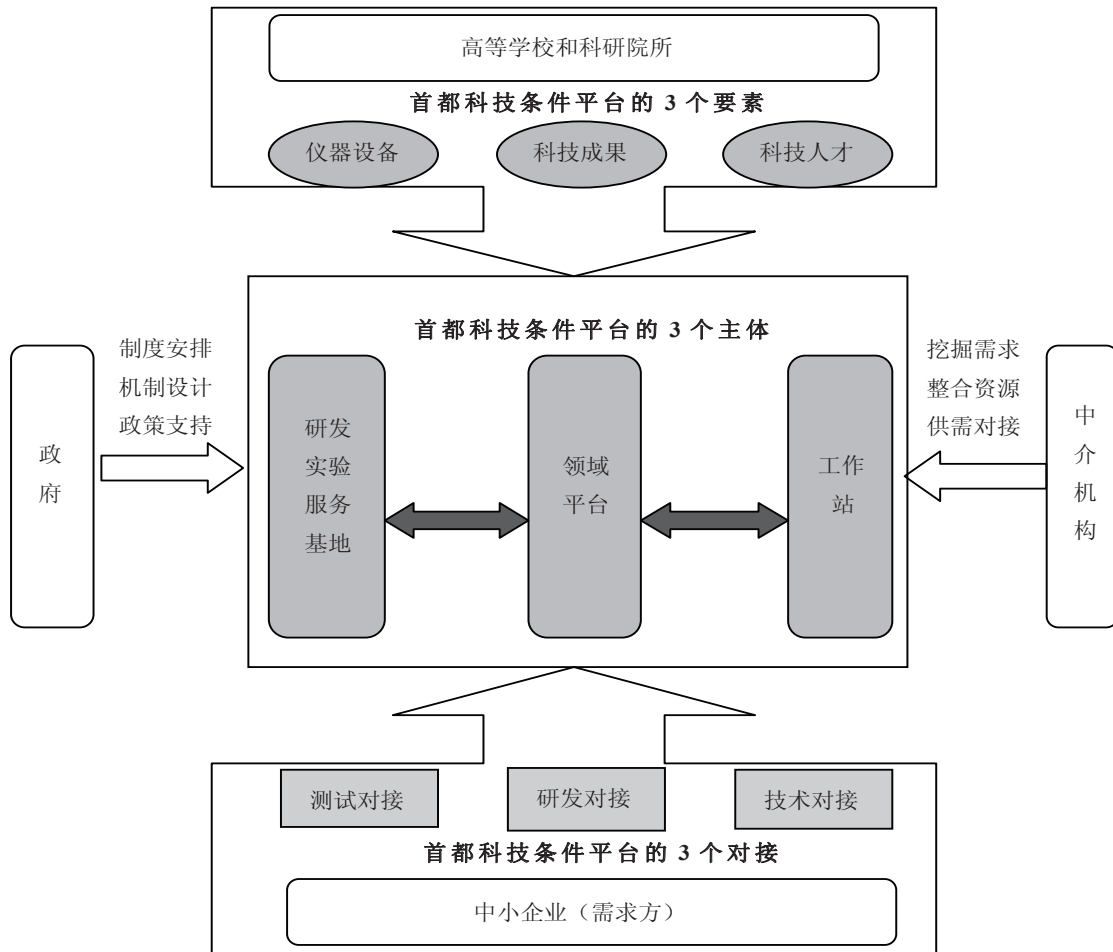 高等学校和科研院所
首都科技条件平台的 3 个要素
仪器设备
科技成果
科技人才
首都科技条件平台的 3 个主体
制度安排
机制设计
政策支持
政
府
研发
实验
服务
基地
领域
平台
工作
站
挖掘需求
整合资源
供需对接
中
介
机
构
测试对接
研发对接
技术对接
首都科技条件平台的 3 个对接
中小企业（需求方）